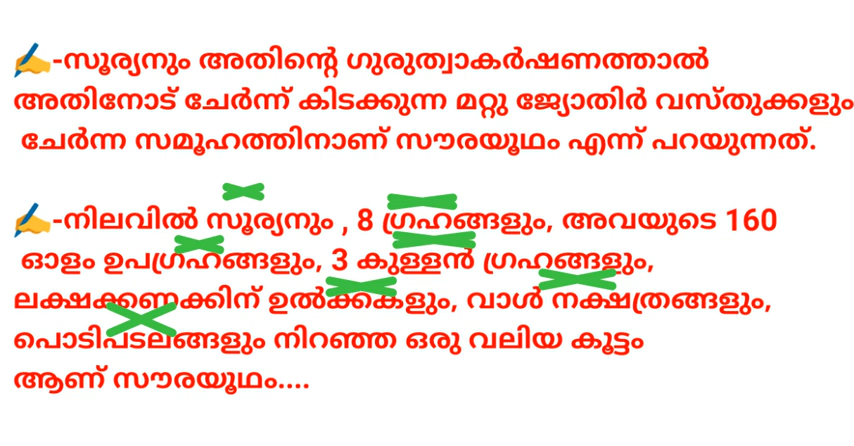 ✍️-സൂര്യനും അതിന്റെ ഗുരുത്വാകർഷണത്താൽ
അതിനോട് ചേർന്ന് കിടക്കുന്ന മറ്റു ജ്യോതിർ വസ്തുക്കളും
ചേർന്ന സമൂഹത്തിനാണ് സൗരയൂഥം എന്ന് പറയുന്നത്.
✍️-നിലവിൽ സൂര്യനും , 8 ഗ്രഹങ്ങളും, അവയുടെ 160
ഓളം ഉപഗ്രഹങ്ങളും, 3 കുള്ളൻ ഗ്രഹങ്ങളും,
ലക്ഷക്കണക്കിന് ഉൽക്കകളും, വാൾ നക്ഷത്രങ്ങളും,
പൊടിപടലങ്ങളും നിറഞ്ഞ ഒരു വലിയ കൂട്ടം
ആണ് സൗരയൂഥം....